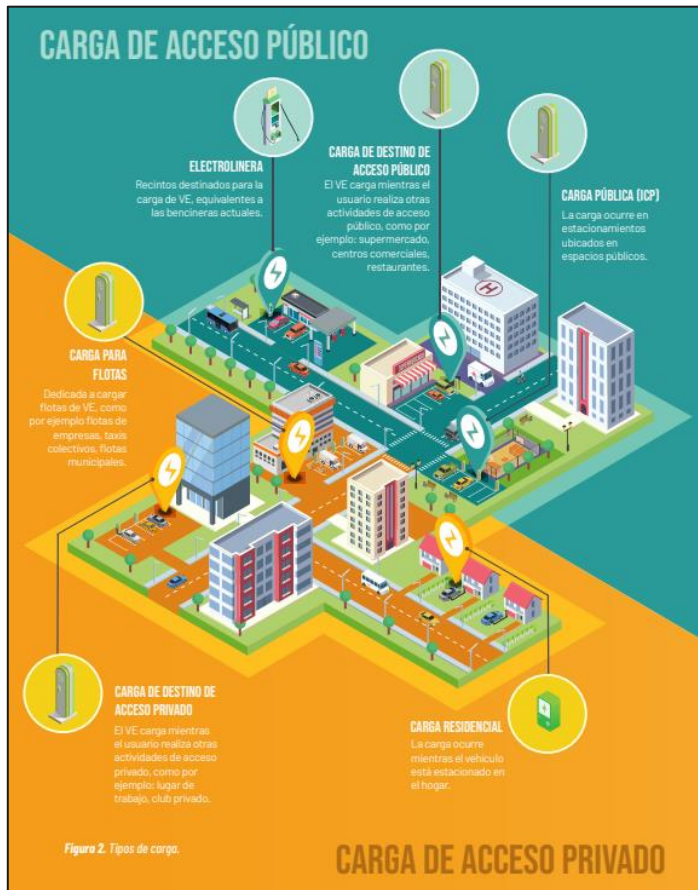 CARGA DE ACCESO PÚBLICO
ELECTROLINERA
Recintos destinados para la
carga de VE, equivalentes a
las bencineras actuales.
CARGA DE DESTINO DE
ACCESO PÚBLICO
El VE carga mientras el
usuario realiza otras
actividades de acceso
público, como por
ejemplo: supermercado,
centros comerciales,
restaurantes.
CARGA PÚBLICA (ICP)
La carga ocurre en
estacionamientos
ubicados en
espacios públicos.
CARGA PARA
FLOTAS
Dedicada a cargar
flotas de VE, como
por ejemplo flotas de
empresas, taxis
colectivos, flotas
municipales.
H
CARGA DE DESTINO DE
ACCESO PRIVADO
El VE carga mientras
el usuario realiza otras
actividades de acceso
privado, como por
ejemplo: lugar de
trabajo, club privado.
CARGA RESIDENCIAL
La carga ocurre
mientras el vehículo
está estacionado en
el hogar.
Figura 2. Tipos de carga.
CARGA DE ACCESO PRIVADO